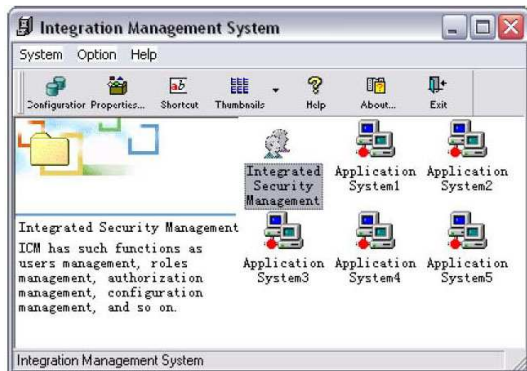 Integration Management System
System Option Help
Configuration Properties... Shortcut Thumbnails Help About... Exit
Integrated Security Management
ICM has such functions as
users management, roles
management, authorization
management, configuration
management, and so on.
Integrated
Security
Management
Application
System1
Application
System2
Application
System3
Application
System4
Application
System5
Integration Management System